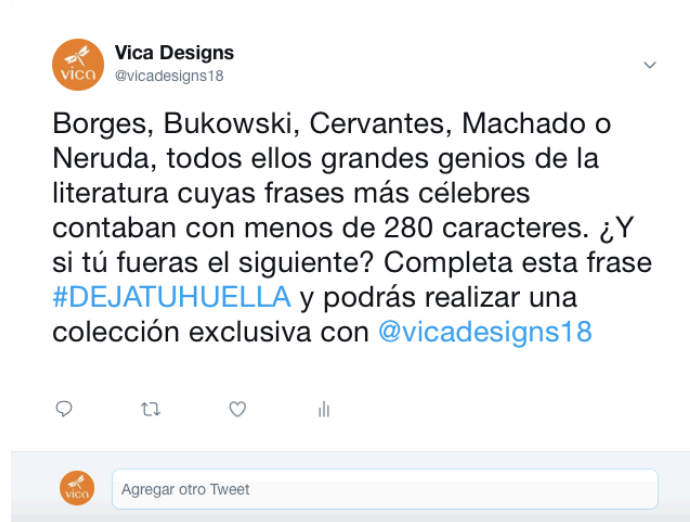 Vica Designs
vica
@vicadesigns18
Borges, Bukowski, Cervantes, Machado o
Neruda, todos ellos grandes genios de la
literatura cuyas frases más célebres
contaban con menos de 280 caracteres. ¿Y
si tú fueras el siguiente? Completa esta frase
#DEJATUHUELLA y podrás realizar una
colección exclusiva con @vicadesigns18
vica
Agregar otro Tweet